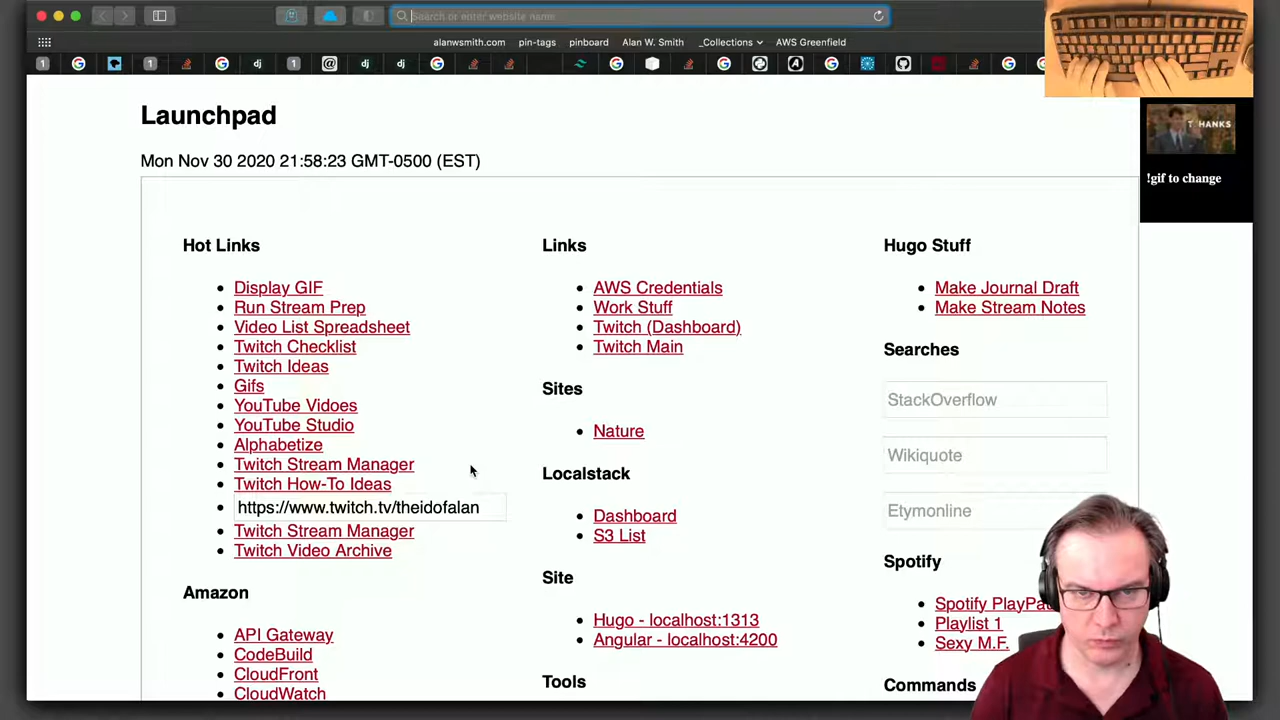 Search or enter website name
alanwsmith.com pin-tags pinboard Alan W. Smith _Collections AWS Greenfield
Launchpad
Mon Nov 30 2020 21:58:23 GMT-0500 (EST)
T. HANKS
!gif to change
Hot Links
Display GIF
Run Stream Prep
Video List Spreadsheet
Twitch Checklist
Twitch Ideas
Gifs
YouTube Vidoes
YouTube Studio
Alphabetize
Twitch Stream Manager
Twitch How-To Ideas
https://www.twitch.tv/theidofalan
Twitch Stream Manager
Twitch Video Archive
Amazon
API Gateway
CodeBuild
CloudFront
CloudWatch
Links
AWS Credentials
Work Stuff
Twitch (Dashboard)
Twitch Main
Sites
Nature
Localstack
Dashboard
S3 List
Site
Hugo - localhost:1313
Angular - localhost:4200
Tools
Hugo Stuff
Make Journal Draft
Make Stream Notes
Searches
StackOverflow
Wikiquote
Etymonline
Spotify
Spotify
Playlist 1
Sexy M.F.
Commands